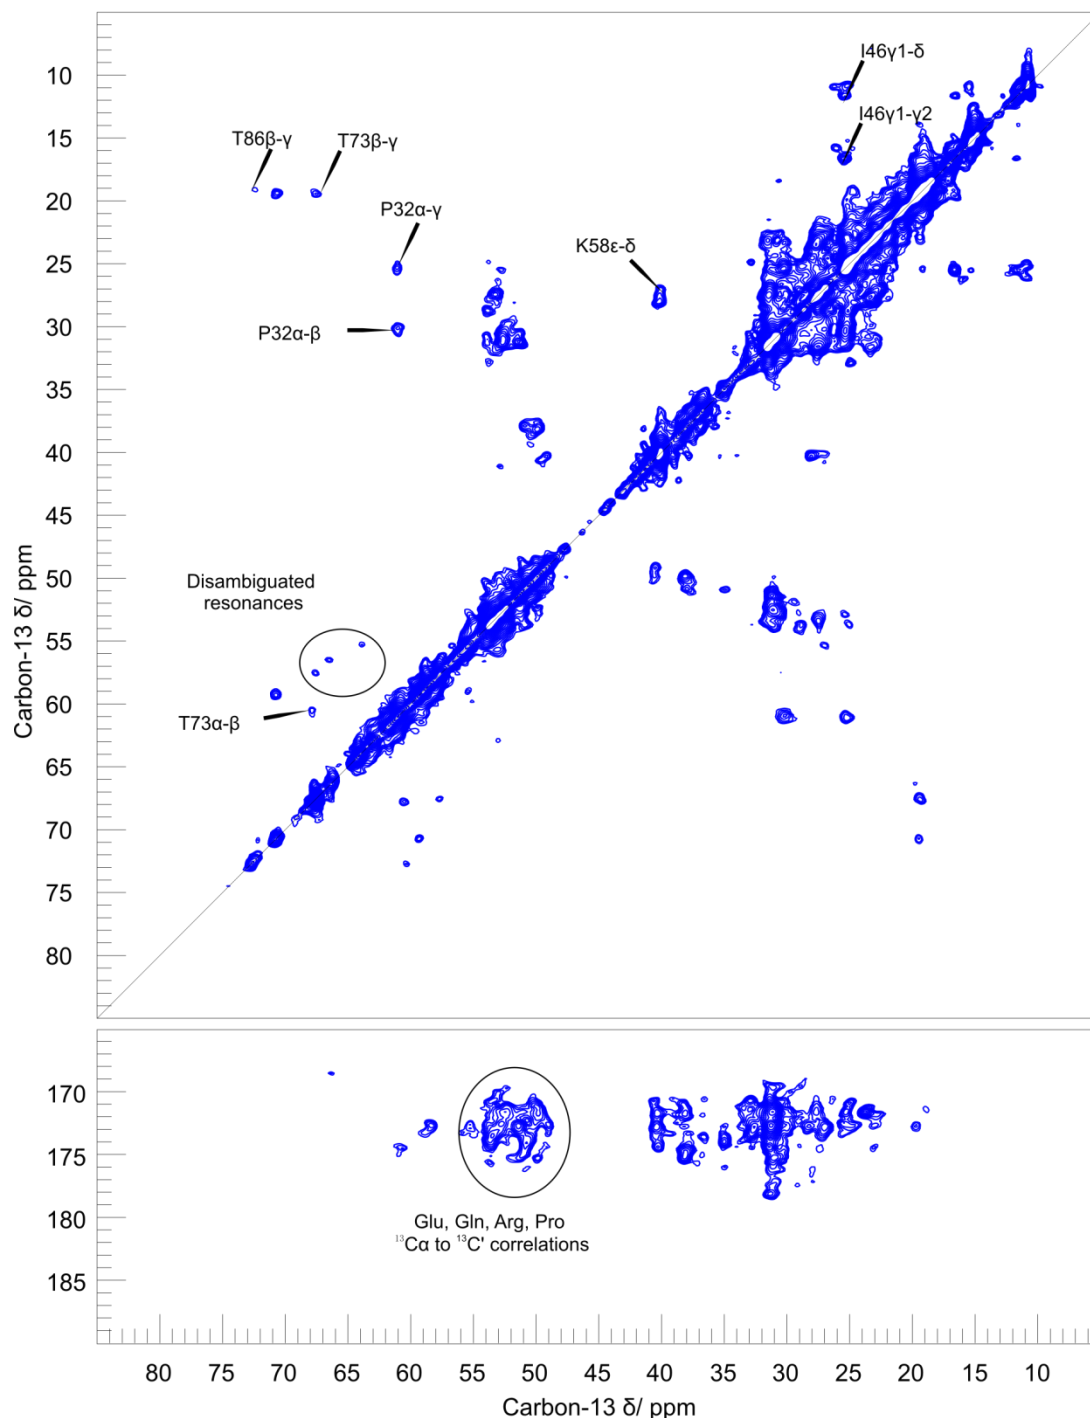 I46γ1-δ
10
I46γ1-γ2
15
T86β-γ
T73β-γ
20
P32α-γ
25
K58ε-δ
30
P32α-β
35
40
45
50
Disambiguated
resonances
55
60
T73α-β
65
70
75
80
Carbon-13 δ/ ppm
170
175
180
Glu, Gln, Arg, Pro
¹³Cα to ¹³C' correlations
185
80 75 70 65 60 55 50 45 40 35 30 25 20 15 10
Carbon-13 δ/ ppm